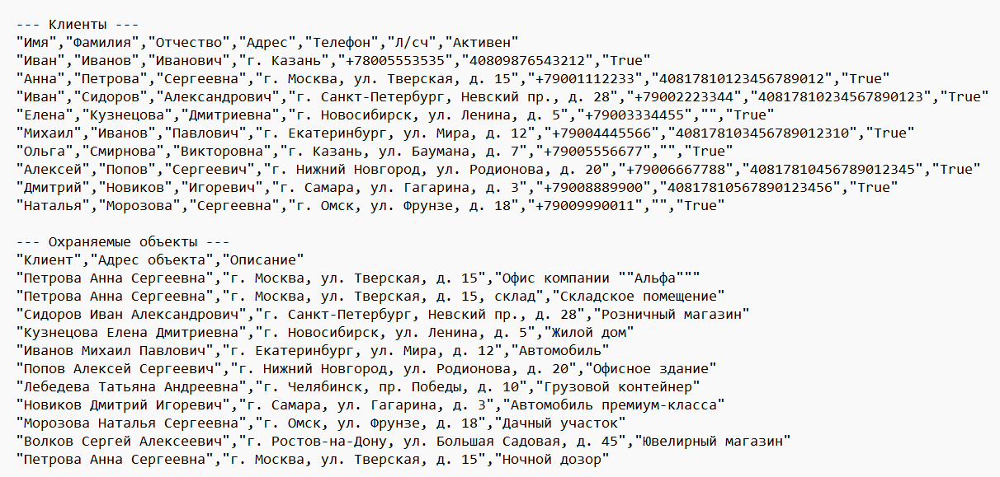 --- Клиенты ---
"Имя","Фамилия","Отчество","Адрес","Телефон","Л/сч","Активен"
"Иван","Иванов","Иванович","г. Казань","+78005553535","40809876543212","True"
"Анна","Петрова","Сергеевна","г. Москва, ул. Тверская, д. 15","+79001112233","40817810123456789012","True"
"Иван","Сидоров","Александрович","г. Санкт-Петербург, Невский пр., д. 28","+79002223344","40817810234567890123","True"
"Елена","Кузнецова","Дмитриевна","г. Новосибирск, ул. Ленина, д. 5","+79003334455","","True"
"Михаил","Иванов","Павлович","г. Екатеринбург, ул. Мира, д. 12","+79004445566","408178103456789012310","True"
"Ольга","Смирнова","Викторовна","г. Казань, ул. Баумана, д. 7","+79005556677","","True"
"Алексей","Попов","Сергеевич","г. Нижний Новгород, ул. Родионова, д. 20","+79006667788","40817810456789012345","True"
"Дмитрий","Новиков","Игоревич","г. Самара, ул. Гагарина, д. 3","+79008889900","40817810567890123456","True"
"Наталья","Морозова","Сергеевна","г. Омск, ул. Фрунзе, д. 18","+79009990011","","True"
--- Охраняемые объекты ---
"Клиент","Адрес объекта","Описание"
"Петрова Анна Сергеевна","г. Москва, ул. Тверская, д. 15","Офис компании ""Альфа"""
"Петрова Анна Сергеевна","г. Москва, ул. Тверская, д. 15, склад","Складское помещение"
"Сидоров Иван Александрович","г. Санкт-Петербург, Невский пр., д. 28","Розничный магазин"
"Кузнецова Елена Дмитриевна","г. Новосибирск, ул. Ленина, д. 5","Жилой дом"
"Иванов Михаил Павлович","г. Екатеринбург, ул. Мира, д. 12","Автомобиль"
"Попов Алексей Сергеевич","г. Нижний Новгород, ул. Родионова, д. 20","Офисное здание"
"Лебедева Татьяна Андреевна","г. Челябинск, пр. Победы, д. 10","Грузовой контейнер"
"Новиков Дмитрий Игоревич","г. Самара, ул. Гагарина, д. 3","Автомобиль премиум-класса"
"Морозова Наталья Сергеевна","г. Омск, ул. Фрунзе, д. 18","Дачный участок"
"Волков Сергей Алексеевич","г. Ростов-на-Дону, ул. Большая Садовая, д. 45","Ювелирный магазин"
"Петрова Анна Сергеевна","г. Москва, ул. Тверская, д. 15","Ночной дозор"